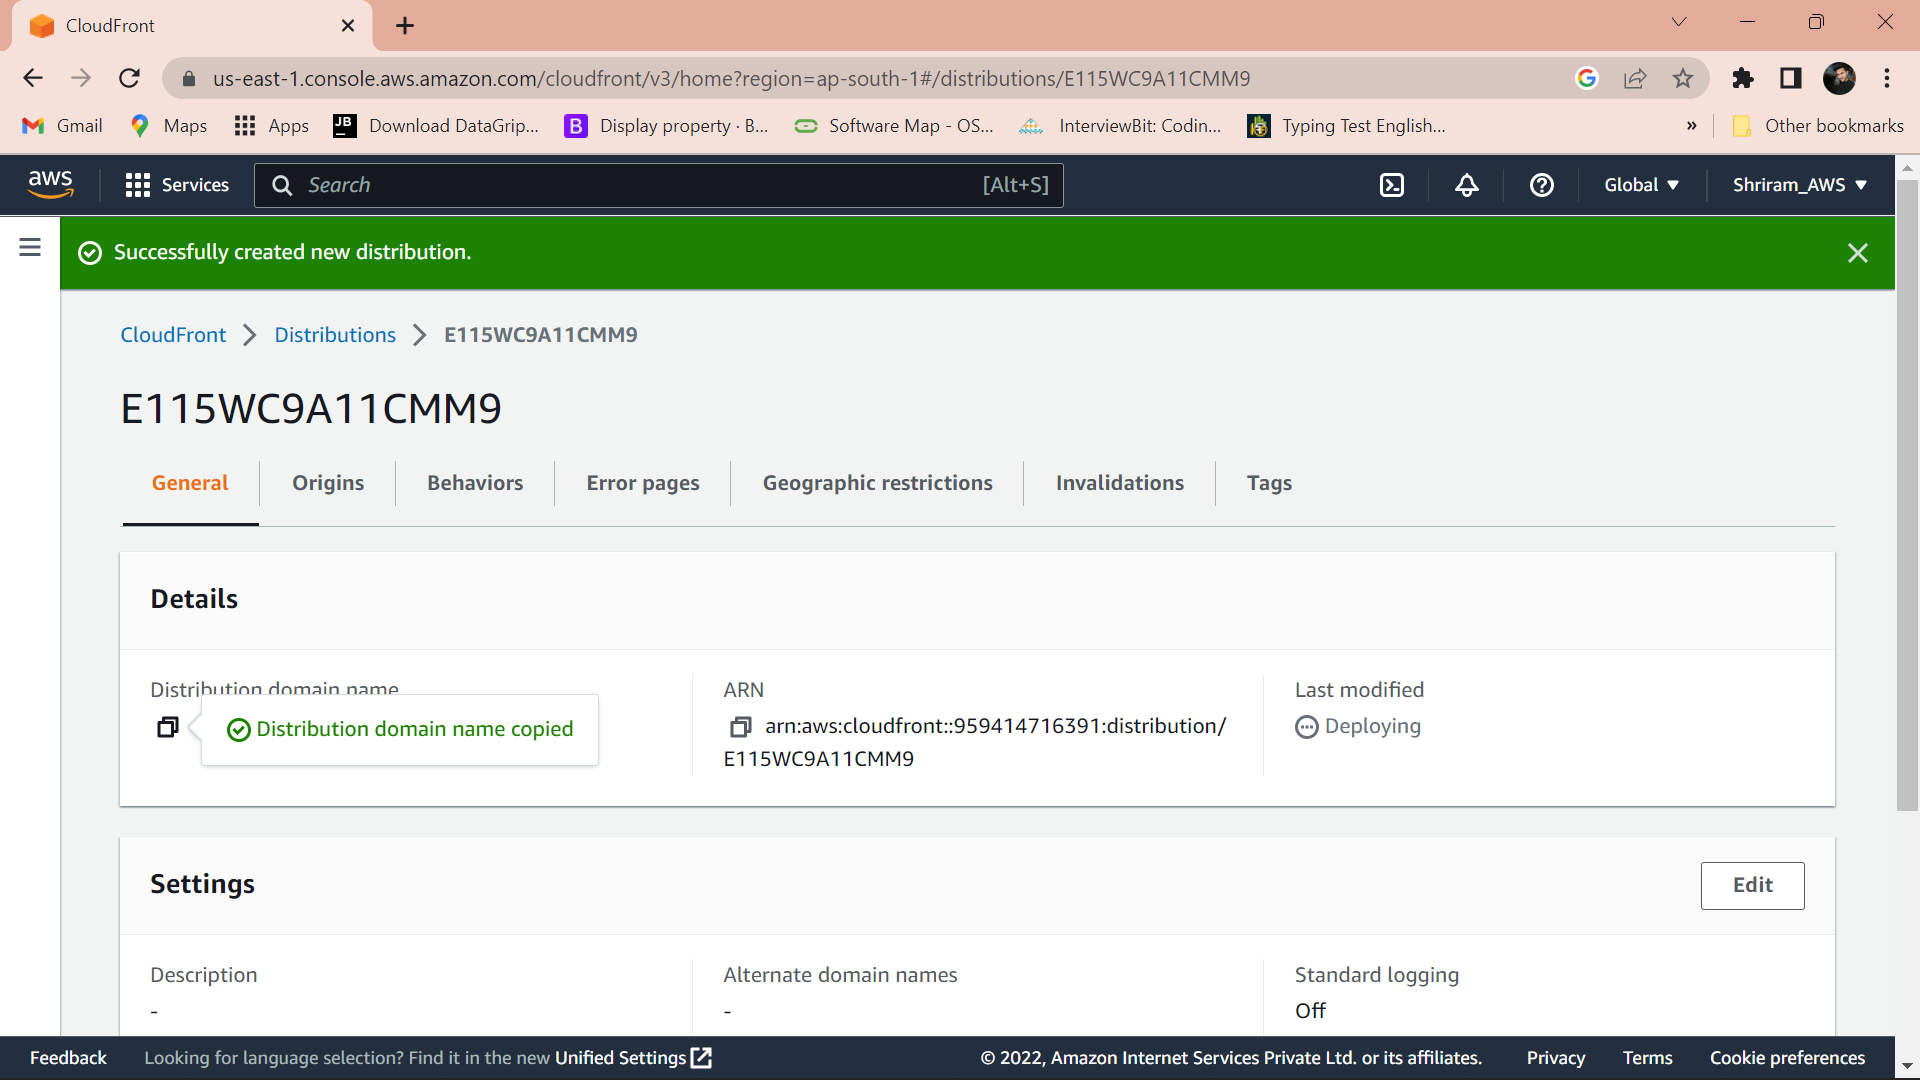 CloudFront
us-east-1.console.aws.amazon.com/cloudfront/v3/home?region=ap-south-1#/distributions/E115WC9A11CMM9
Gmail Maps Apps JB Download DataGrip... B Display property · B... Software Map - OS... InterviewBit: Codin... Typing Test English... » Other bookmarks
aws Services Search [Alt+S] Global Shriram_AWS
Successfully created new distribution.
CloudFront Distributions E115WC9A11CMM9
E115WC9A11CMM9
General Origins Behaviors Error pages Geographic restrictions Invalidations Tags
Details
Distribution domain name
Distribution domain name copied
ARN
arn:aws:cloudfront::959414716391:distribution/
E115WC9A11CMM9
Last modified
Deploying
Settings
Edit
Description
-
Alternate domain names
-
Standard logging
Off
Feedback Looking for language selection? Find it in the new Unified Settings © 2022, Amazon Internet Services Private Ltd. or its affiliates. Privacy Terms Cookie preferences